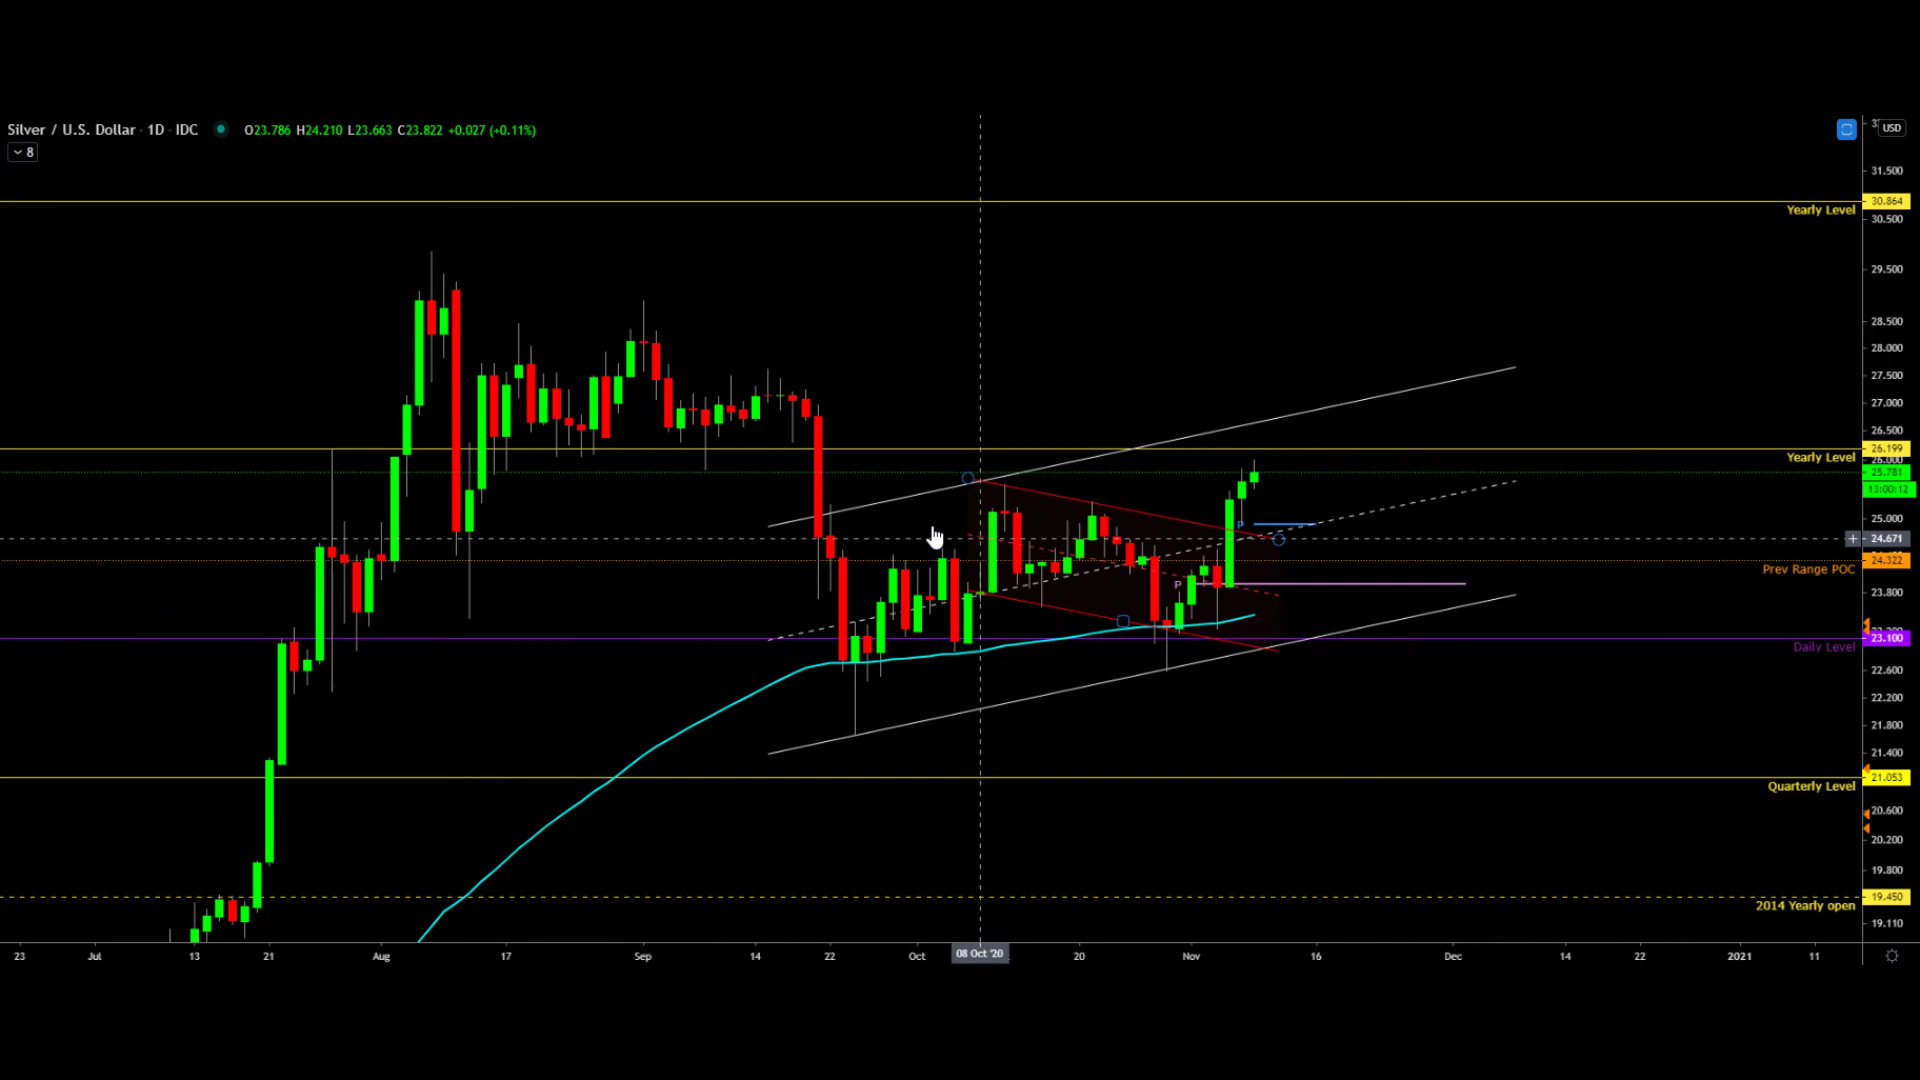 Silver / U.S. Dollar · 1D · IDC O23.786 H24.210 L23.663 C23.822 +0.027 (+0.11%)
8
USD
31.500
30.864
Yearly Level
30.500
29.500
28.500
28.000
27.500
27.000
26.500
26.199
Yearly Level
26.000
25.781
13:00:12
25.000
24.671
24.322
Prev Range POC
P
P
23.800
23.100
Daily Level
22.600
22.200
21.800
21.400
21.053
Quarterly Level
20.600
20.200
19.800
19.450
2014 Yearly open
19.110
23 Jul 13 21 Aug 17 Sep 14 22 Oct 08 Oct '20 20 Nov 16 Dec 14 22 2021 11